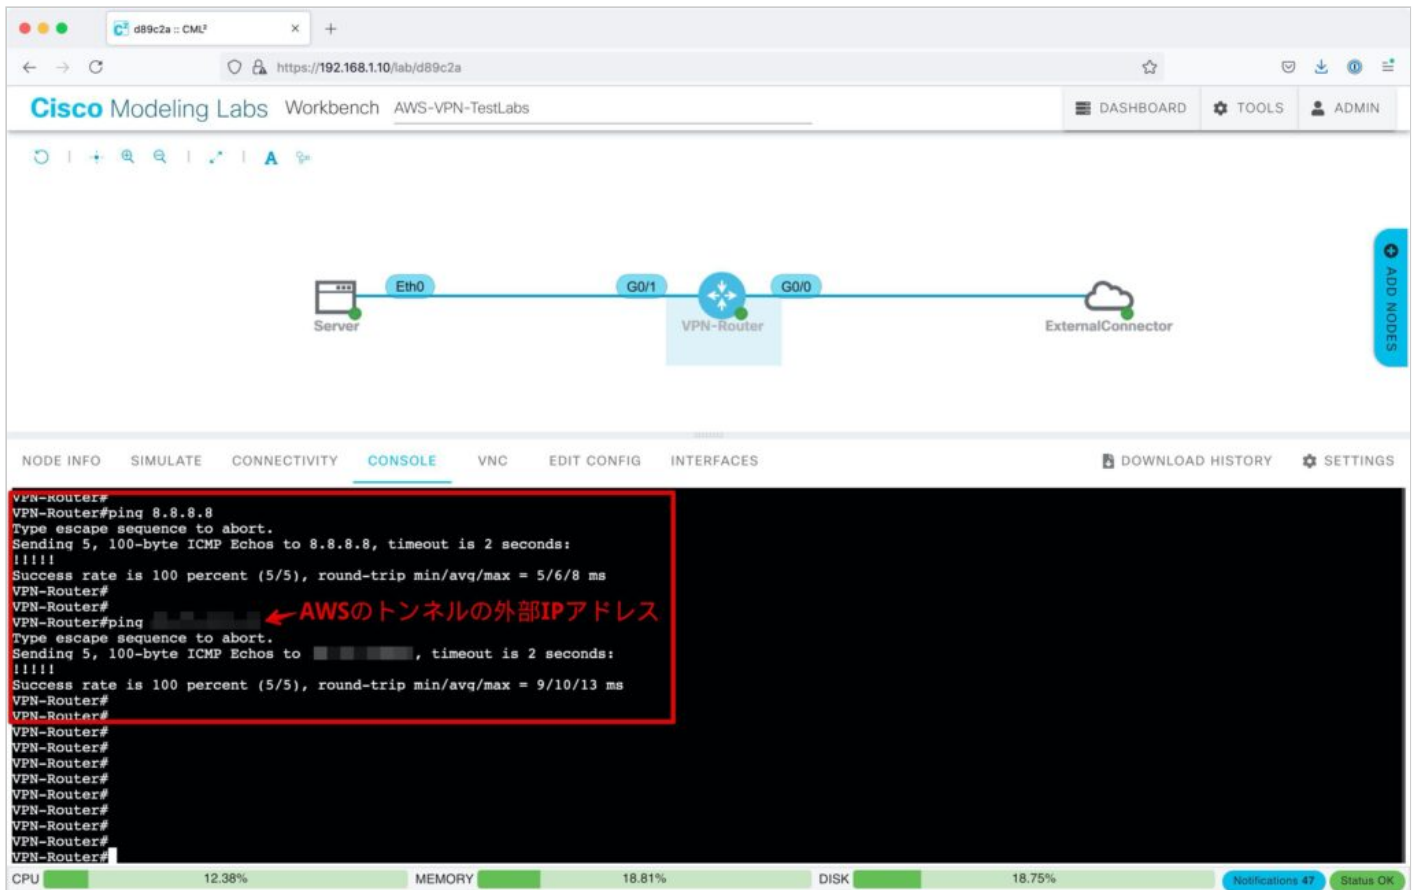 d89c2a :: CML²
https://192.168.1.10/lab/d89c2a
Cisco Modeling Labs Workbench AWS-VPN-TestLabs
DASHBOARD TOOLS ADMIN
A
Eth0 G0/1 G0/0
Server VPN-Router ExternalConnector
ADD NODES
NODE INFO SIMULATE CONNECTIVITY CONSOLE VNC EDIT CONFIG INTERFACES DOWNLOAD HISTORY SETTINGS
VPN-Router#
VPN-Router#ping 8.8.8.8
Type escape sequence to abort.
Sending 5, 100-byte ICMP Echos to 8.8.8.8, timeout is 2 seconds:
!!!!!
Success rate is 100 percent (5/5), round-trip min/avg/max = 5/6/8 ms
VPN-Router#
VPN-Router#
VPN-Router#ping
AWSのトンネルの外部IPアドレス
Type escape sequence to abort.
Sending 5, 100-byte ICMP Echos to , timeout is 2 seconds:
!!!!!
Success rate is 100 percent (5/5), round-trip min/avg/max = 9/10/13 ms
VPN-Router#
VPN-Router#
VPN-Router#
VPN-Router#
VPN-Router#
VPN-Router#
VPN-Router#
VPN-Router#
VPN-Router#
VPN-Router#
VPN-Router#
CPU 12.38% MEMORY 18.81% DISK 18.75% Notifications 47 Status OK